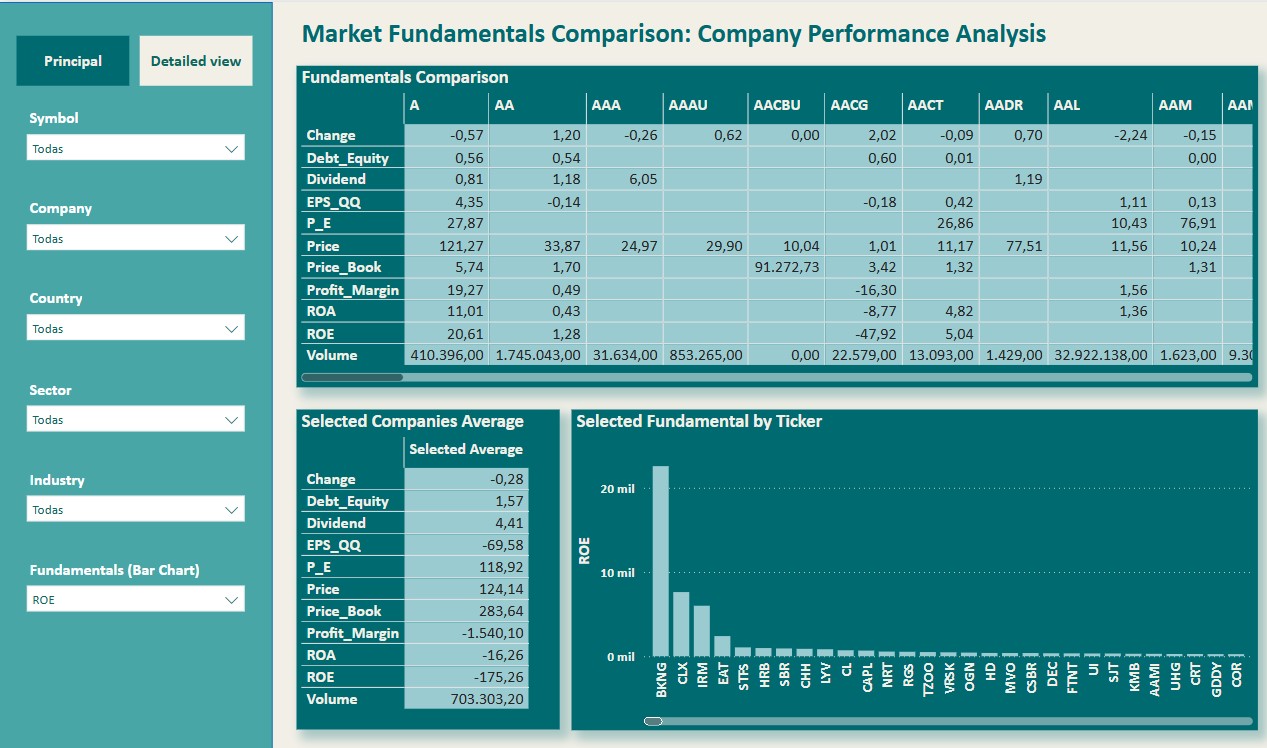 Market Fundamentals Comparison: Company Performance Analysis
Principal
Detailed view
Symbol
Todas
Company
Todas
Country
Todas
Sector
Todas
Industry
Todas
Fundamentals (Bar Chart)
ROE
Fundamentals Comparison
A AA AAA AAAU AACBU AACG AACT AADR AAL AAM
Change -0,57 1,20 -0,26 0,62 0,00 2,02 -0,09 0,70 -2,24 -0,15
Debt_Equity 0,56 0,54 0,60 0,01 0,00
Dividend 0,81 1,18 6,05 1,19
EPS_QQ 4,35 -0,14 -0,18 0,42 1,11 0,13
P_E 27,87 26,86 10,43 76,91
Price 121,27 33,87 24,97 29,90 10,04 1,01 11,17 77,51 11,56 10,24
Price_Book 5,74 1,70 91.272,73 3,42 1,32 1,31
Profit_Margin 19,27 0,49 -16,30 1,56
ROA 11,01 0,43 -8,77 4,82 1,36
ROE 20,61 1,28 -47,92 5,04
Volume 410.396,00 1.745.043,00 31.634,00 853.265,00 0,00 22.579,00 13.093,00 1.429,00 32.922.138,00 1.623,00
Selected Companies Average
Selected Average
Change -0,28
Debt_Equity 1,57
Dividend 4,41
EPS_QQ -69,58
P_E 118,92
Price 124,14
Price_Book 283,64
Profit_Margin -1.540,10
ROA -16,26
ROE -175,26
Volume 703.303,20
Selected Fundamental by Ticker
ROE
20 mil
10 mil
0 mil
BKNG CLX IRM EAT STFS HRB SBR CHH LYV CL CAPL NRT RGS TZOO VRSK OGN HD MVO CSBR DEC FTNT UI SJT KMB AAMI UHG CRT GDDY COR